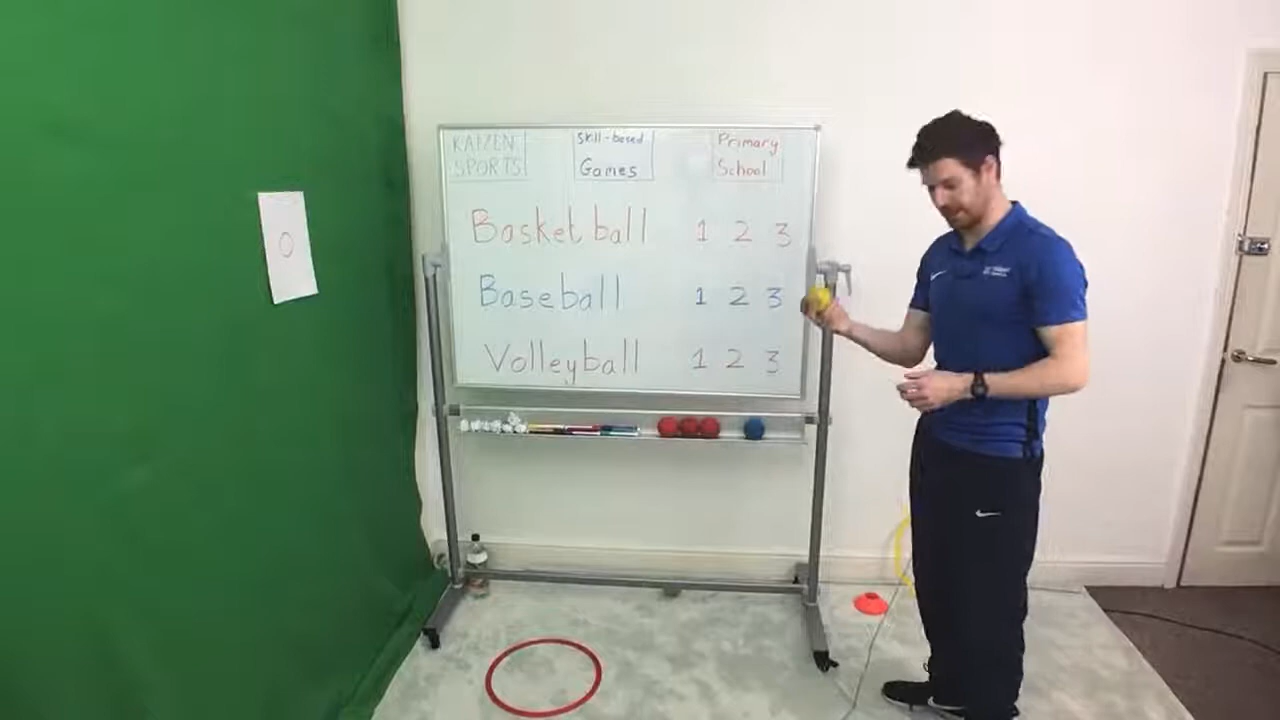 KAIZEN
SPORTS
Skill-based
Games
Primary
School
Basketball 1 2 3
Baseball 1 2 3
Volleyball 1 2 3
0